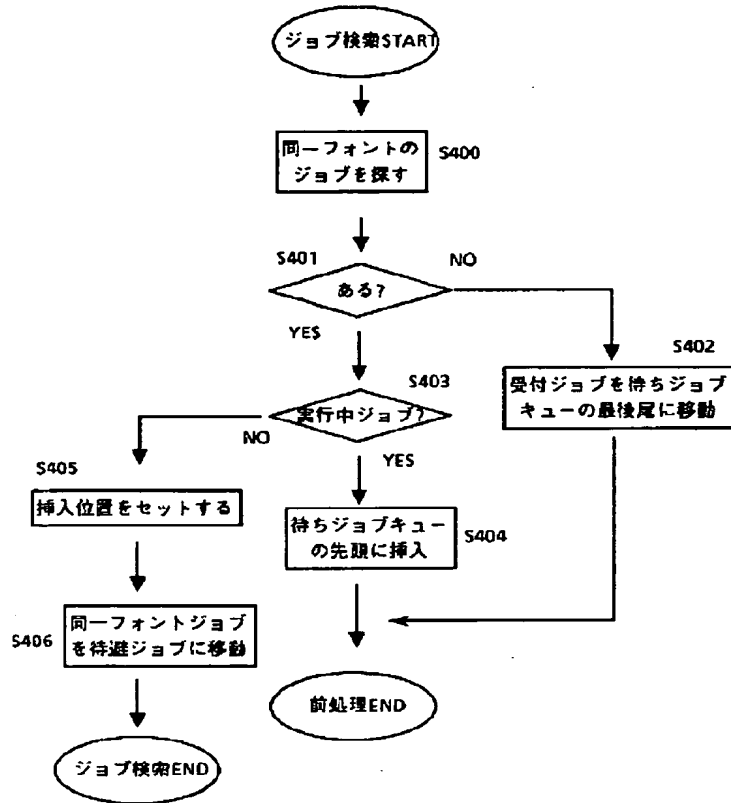 ジョブ検索START
同一フォントの
ジョブを探す
S400
S401
ある?
NO
YES
S402
受付ジョブを待ちジョブ
キューの最後尾に移動
S403
実行中ジョブ?
NO
YES
S405
挿入位置をセットする
待ちジョブキュー
の先頭に挿入
S404
S406
同一フォントジョブ
を待避ジョブに移動
前処理END
ジョブ検索END